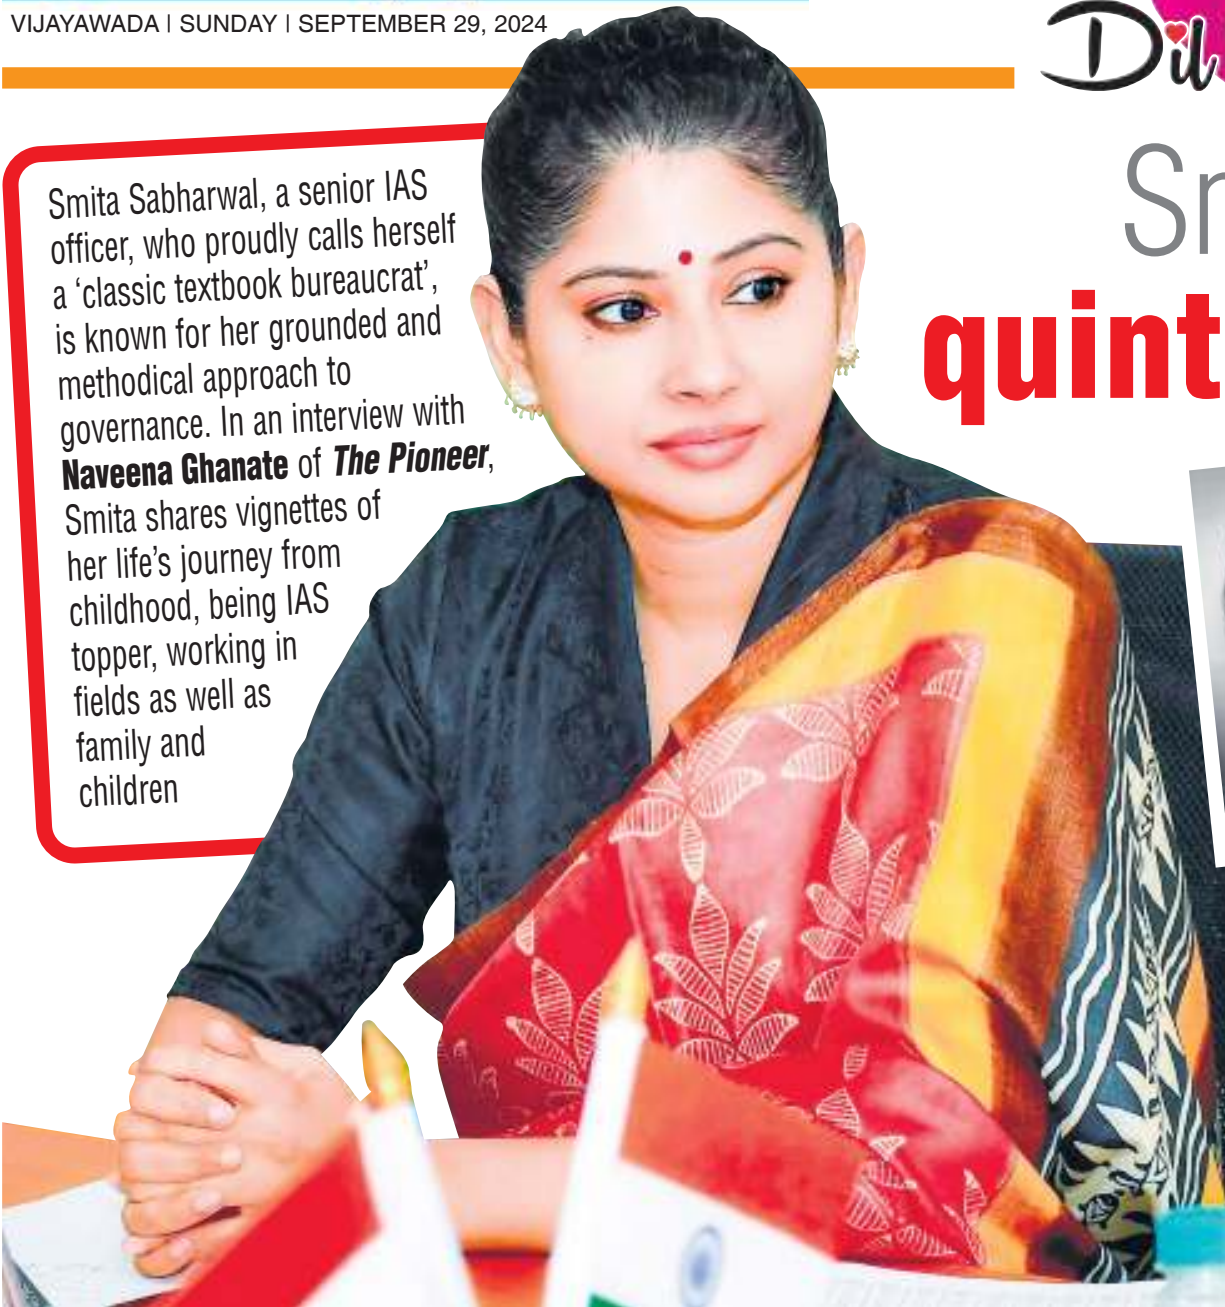 VIJAYAWADA | SUNDAY | SEPTEMBER 29, 2024
Dil
Sm
quint
Smita Sabharwal, a senior IAS
officer, who proudly calls herself
a ‘classic textbook bureaucrat’,
is known for her grounded and
methodical approach to
governance. In an interview with
Naveena Ghanate of The Pioneer,
Smita shares vignettes of
her life’s journey from
childhood, being IAS
topper, working in
fields as well as
family and
children